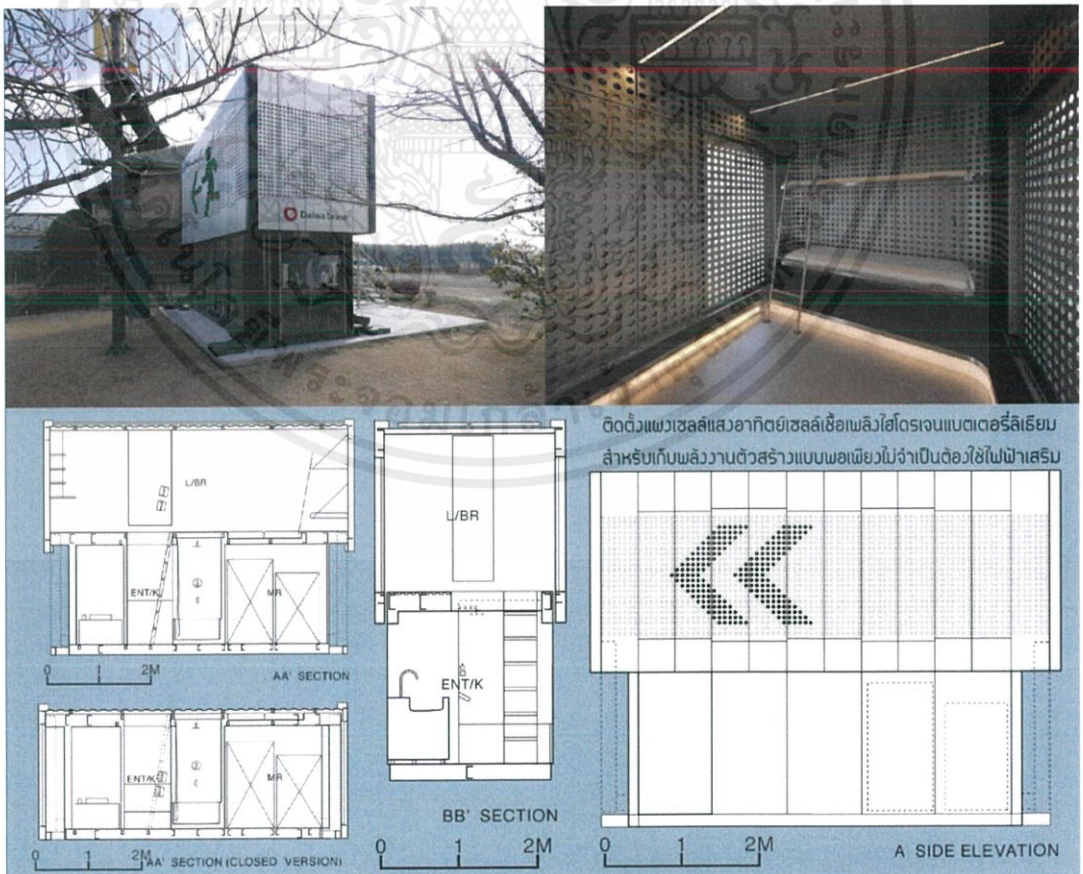 Daiwa Lease
ติดตั้งแผงเซลล์แสงอาทิตย์เซลล์เชื้อเพลิงไฮโดรเจนแบตเตอรี่ลิเธียม
สำหรับเก็บพลังงานตัวสร้างแบบพอเพียงไม่จำเป็นต้องใช้ไฟฟ้าเสริม
L/BR
ENT/K
MR
0 2M
AA' SECTION
ENT/K
MR
0 1 2M
AA' SECTION (CLOSED VERSION)
L/BR
ENT/K
BB' SECTION
0 1 2M
0 1 2M
A SIDE ELEVATION